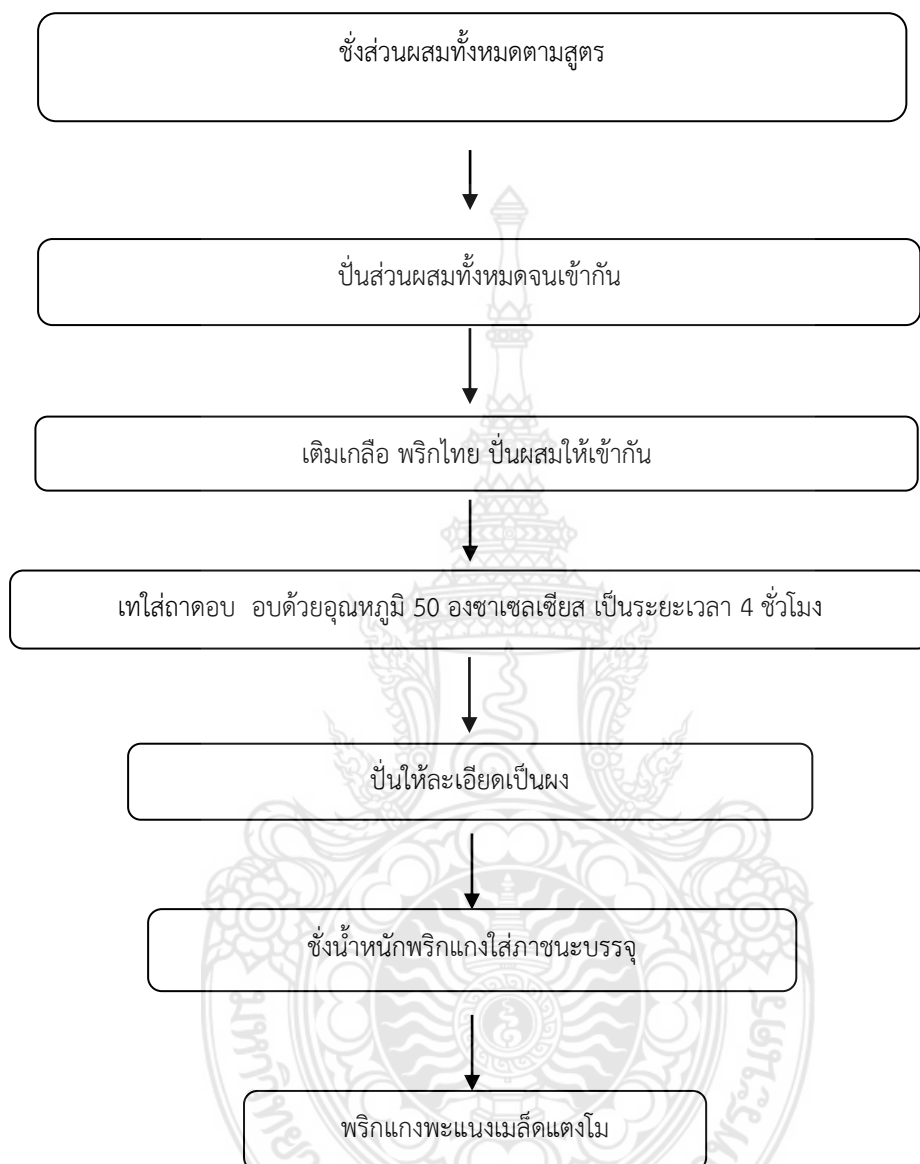 ชั่งส่วนผสมทั้งหมดตามสูตร
ปั่นส่วนผสมทั้งหมดจนเข้ากัน
เติมเกลือ พริกไทย ปั่นผสมให้เข้ากัน
เทใส่ถาดอบ อบด้วยอุณหภูมิ 50 องซาเซลเซียส เป็นระยะเวลา 4 ชั่วโมง
ปั่นให้ละเอียดเป็นผง
ชั่งน้ำหนักพริกแกงใส่ภาชนะบรรจุ
พริกแกงพะแนงเมล็ดแตงโม